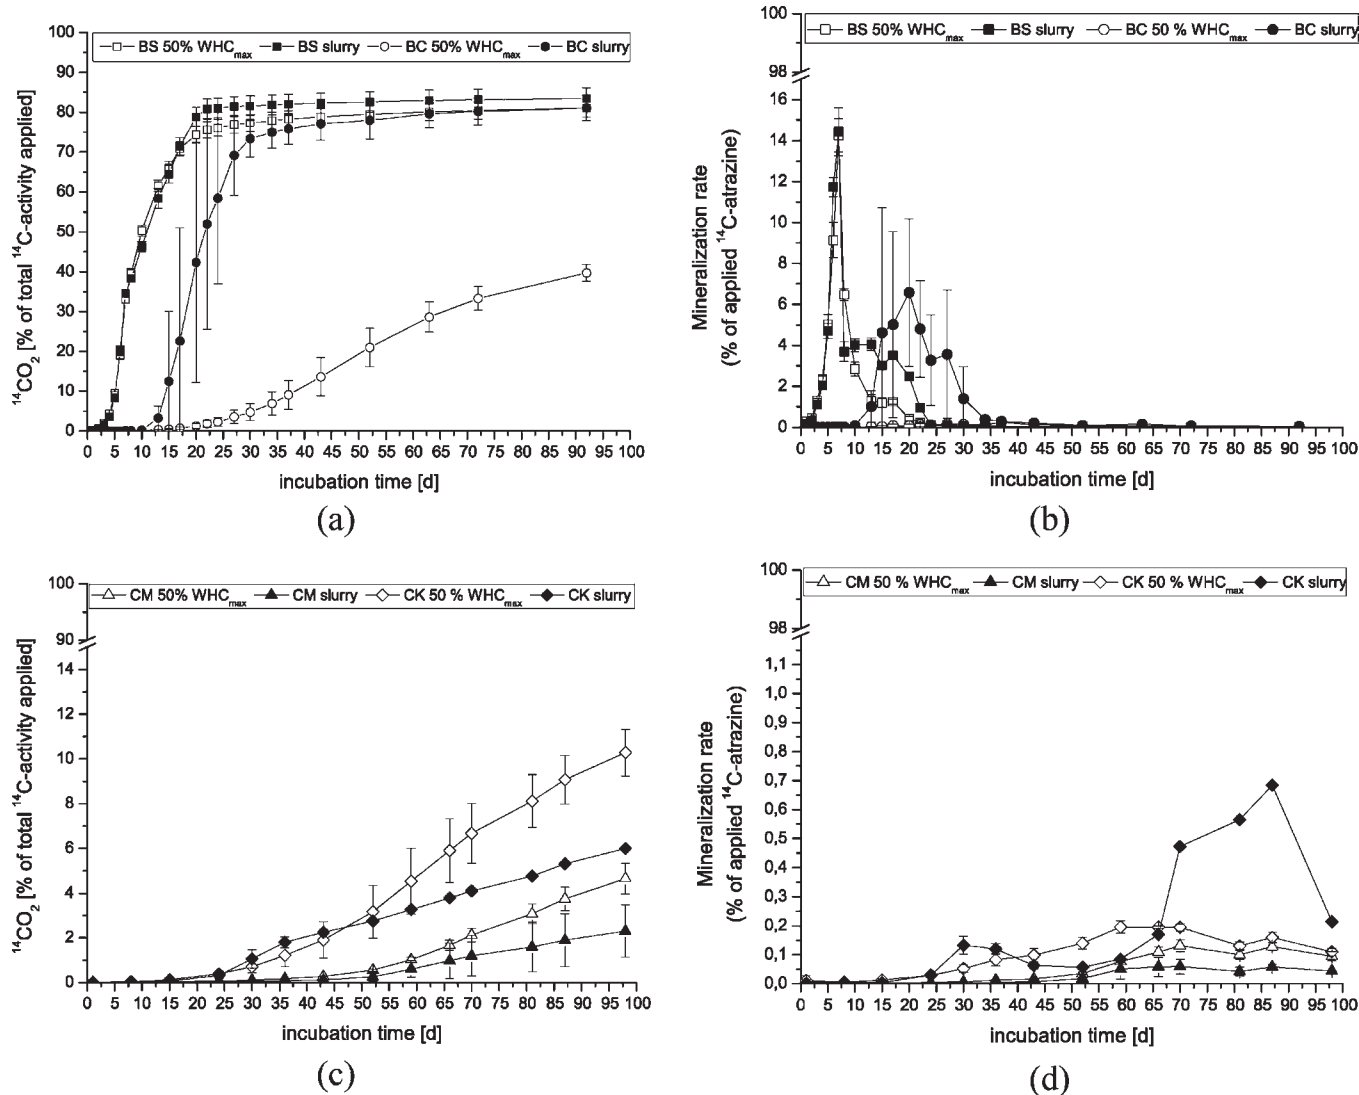 BS 50% WHCmax BS slurry BC 50% WHCmax BC slurry
100
90
80
70
60
50
40
30
20
10
0
¹⁴CO₂ [% of total ¹⁴C-activity applied]
0 5 10 15 20 25 30 35 40 45 50 55 60 65 70 75 80 85 90 95 100
incubation time [d]
(a)
BS 50% WHCmax BS slurry BC 50 % WHCmax BC slurry
100
98
16
14
12
10
8
6
4
2
0
Mineralization rate
(% of applied ¹⁴C-atrazine)
0 5 10 15 20 25 30 35 40 45 50 55 60 65 70 75 80 85 90 95 100
incubation time [d]
(b)
CM 50% WHCmax CM slurry CK 50 % WHCmax CK slurry
100
90
14
12
10
8
6
4
2
0
¹⁴CO₂ [% of total ¹⁴C-activity applied]
0 5 10 15 20 25 30 35 40 45 50 55 60 65 70 75 80 85 90 95 100
incubation time [d]
(c)
CM 50 % WHCmax CM slurry CK 50 % WHCmax CK slurry
100
98
1,1
1,0
0,9
0,8
0,7
0,6
0,5
0,4
0,3
0,2
0,1
0,0
Mineralization rate
(% of applied ¹⁴C-atrazine)
0 5 10 15 20 25 30 35 40 45 50 55 60 65 70 75 80 85 90 95 100
incubation time [d]
(d)